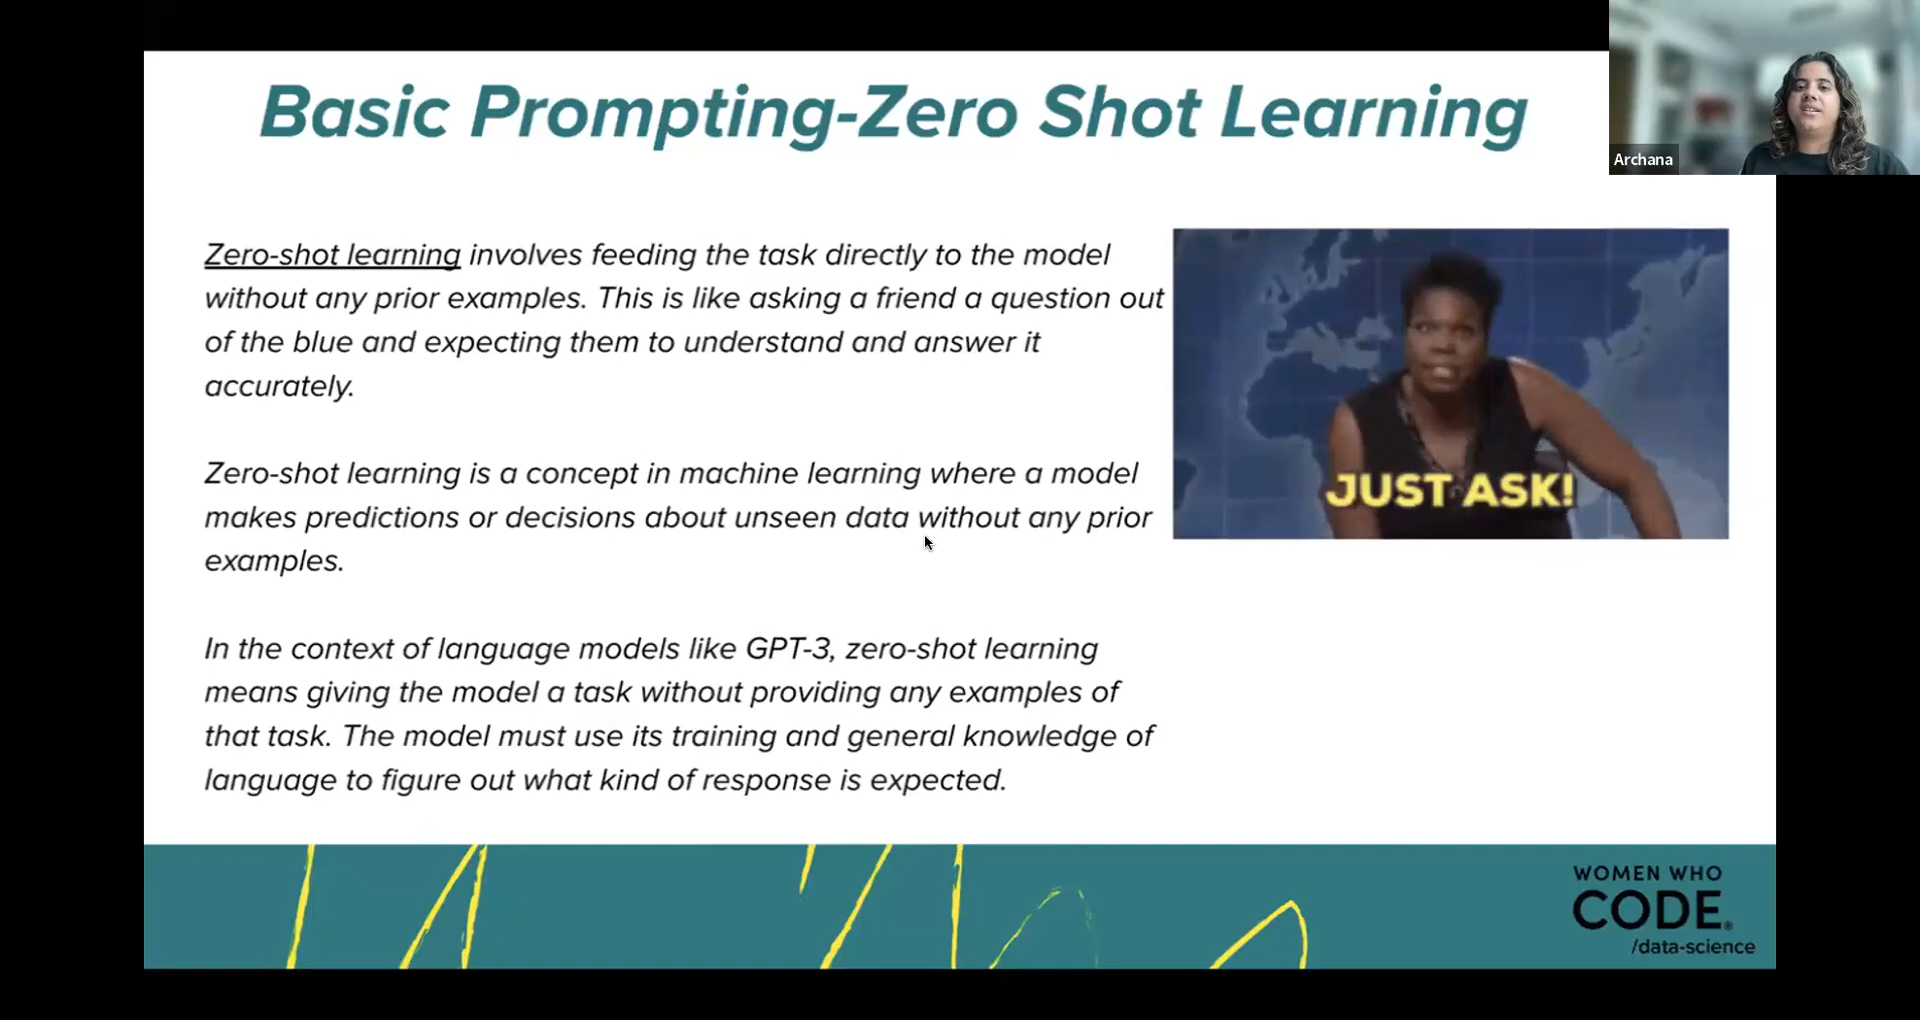 Basic Prompting-Zero Shot Learning
Archana
Zero-shot learning involves feeding the task directly to the model
without any prior examples. This is like asking a friend a question out
of the blue and expecting them to understand and answer it
accurately.
Zero-shot learning is a concept in machine learning where a model
makes predictions or decisions about unseen data without any prior
examples.
In the context of language models like GPT-3, zero-shot learning
means giving the model a task without providing any examples of
that task. The model must use its training and general knowledge of
language to figure out what kind of response is expected.
JUST ASK!
WOMEN WHO
CODE®
/data-science